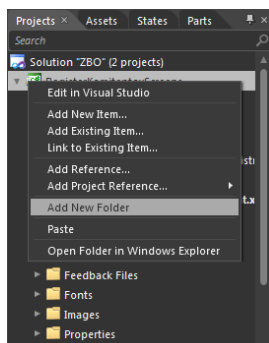 Projects × Assets States Parts
Search
Solution "ZBO" (2 projects)
Edit in Visual Studio
Add New Item...
Add Existing Item...
Link to Existing Item...
Add Reference...
Add Project Reference...
Add New Folder
t.x
Paste
Open Folder in Windows Explorer
Feedback Files
Fonts
Images
Properties